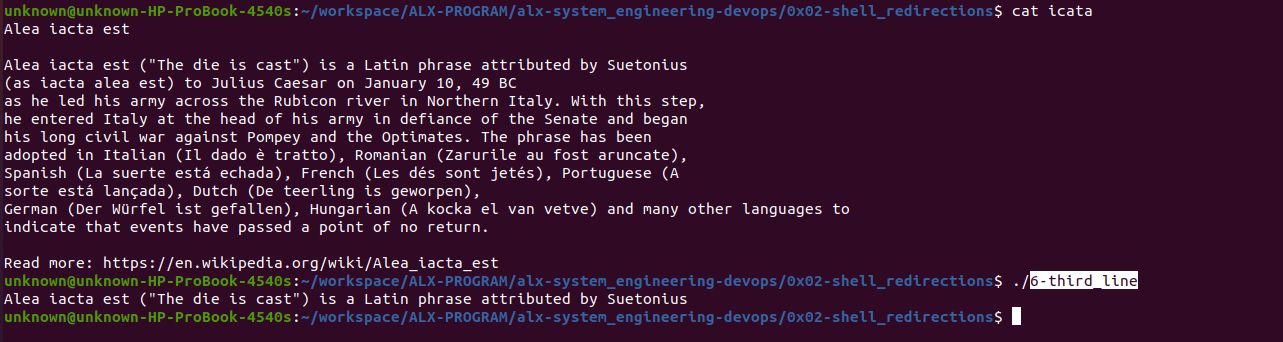 unknown@unknown-HP-ProBook-4540s:~/workspace/ALX-PROGRAM/alx-system_engineering-devops/0x02-shell_redirections$ cat icata
Alea iacta est
Alea iacta est ("The die is cast") is a Latin phrase attributed by Suetonius
(as iacta alea est) to Julius Caesar on January 10, 49 BC
as he led his army across the Rubicon river in Northern Italy. With this step,
he entered Italy at the head of his army in defiance of the Senate and began
his long civil war against Pompey and the Optimates. The phrase has been
adopted in Italian (Il dado è tratto), Romanian (Zarurile au fost aruncate),
Spanish (La suerte está echada), French (Les dés sont jetés), Portuguese (A
sorte está lançada), Dutch (De teerling is geworpen),
German (Der Würfel ist gefallen), Hungarian (A kocka el van vetve) and many other languages to
indicate that events have passed a point of no return.
Read more: https://en.wikipedia.org/wiki/Alea_iacta_est
unknown@unknown-HP-ProBook-4540s:~/workspace/ALX-PROGRAM/alx-system_engineering-devops/0x02-shell_redirections$ ./6-third_line
Alea iacta est ("The die is cast") is a Latin phrase attributed by Suetonius
unknown@unknown-HP-ProBook-4540s:~/workspace/ALX-PROGRAM/alx-system_engineering-devops/0x02-shell_redirections$